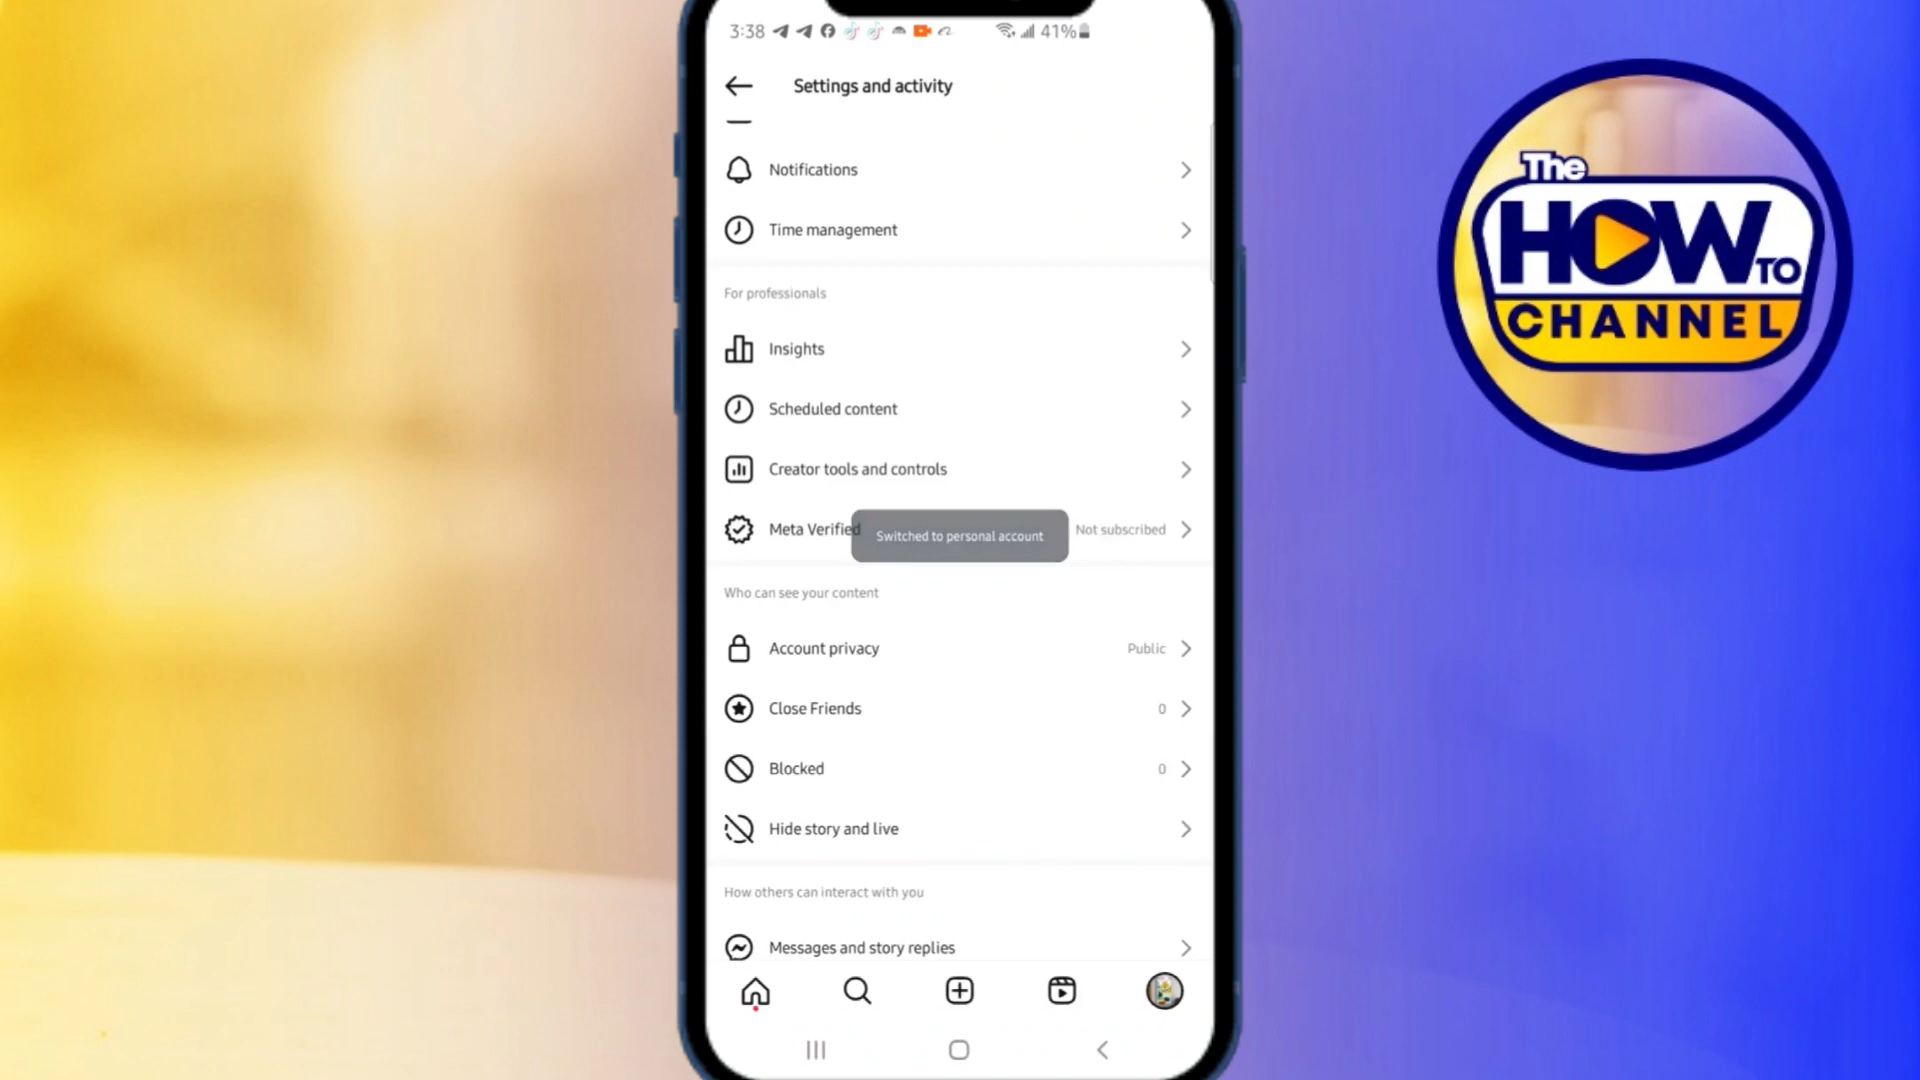 3:38
41%
Settings and activity
Notifications
Time management
For professionals
Insights
Scheduled content
Creator tools and controls
Meta Verified
Not subscribed
Switched to personal account
Who can see your content
Account privacy
Public
Close Friends
0
Blocked
0
Hide story and live
How others can interact with you
Messages and story replies
The
HOW TO
CHANNEL